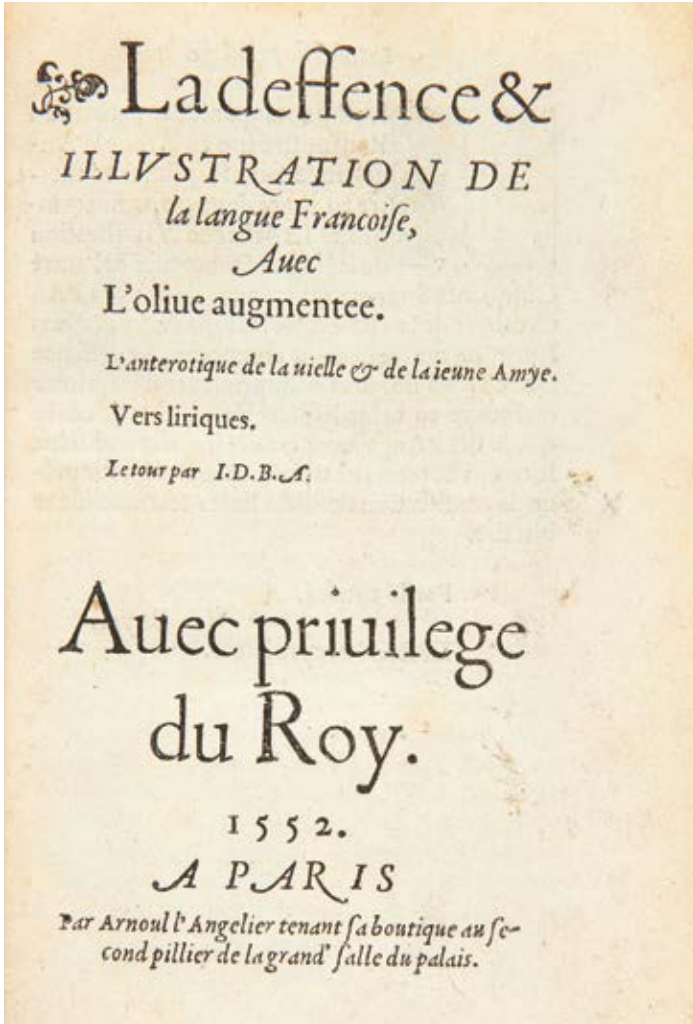 La deffence &
ILLVSTRATION DE
la langue Francoiſe,
Auec
L'oliue augmentee.
L'anterotique de la uielle & de la ieune Amye.
Vers liriques.
Le tour par I.D.B.A.
Auec priuilege
du Roy.
1552.
A PARIS
Par Arnoul l'Angelier tenant ſa boutique au ſe-
cond pillier de la grand' ſalle du palais.